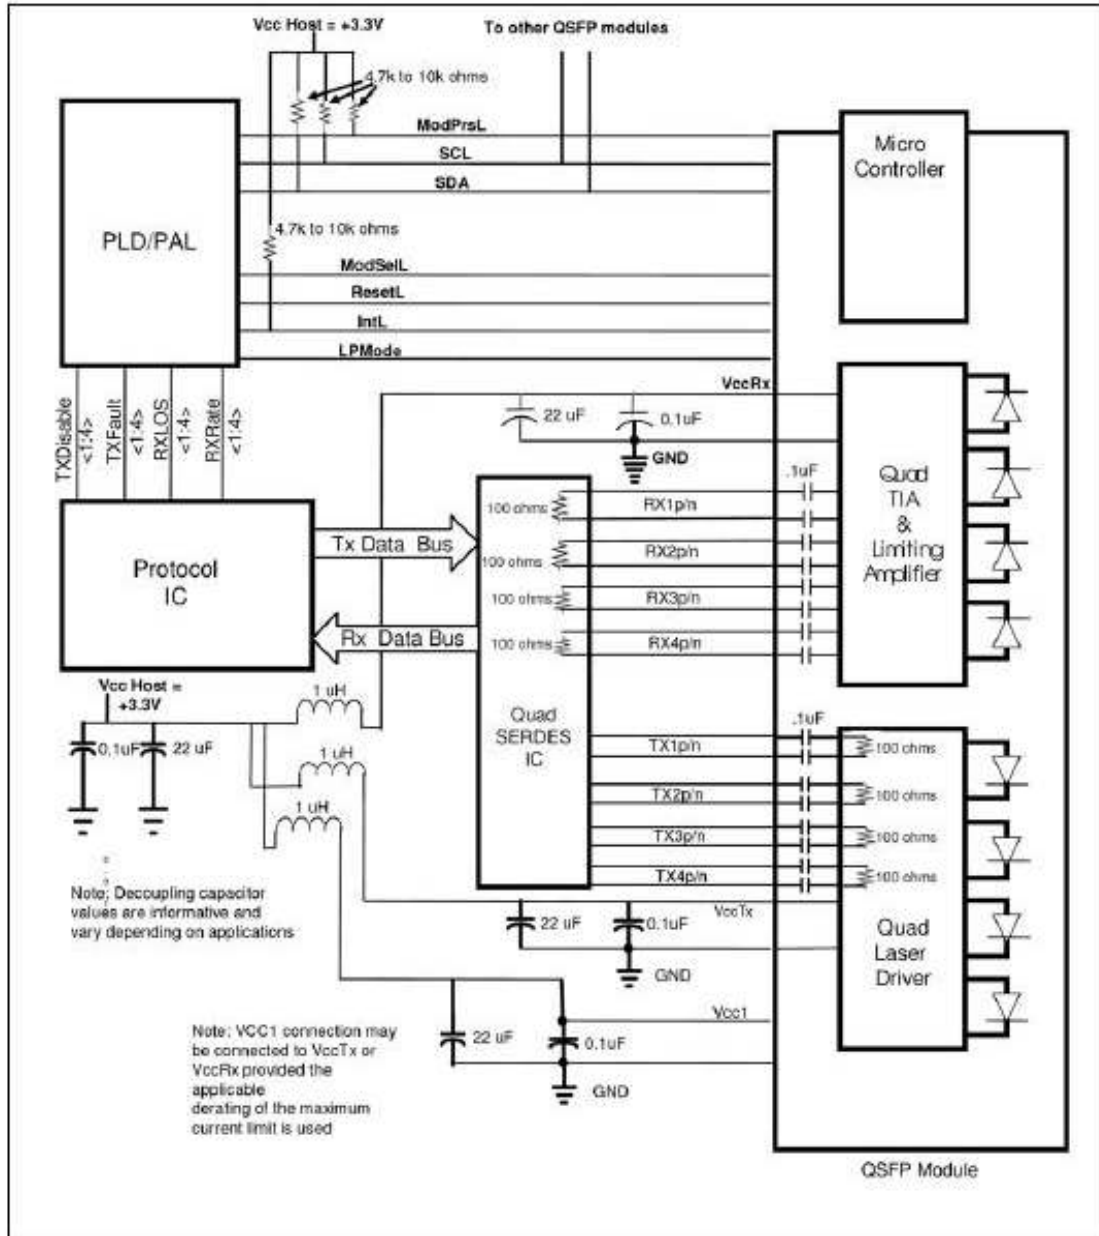 Vcc Host = +3.3V
To other QSFP modules
4.7k to 10k ohms
ModPrsL
SCL
SDA
Micro
Controller
PLD/PAL
4.7k to 10k ohms
ModSelL
ResetL
IntL
LPMode
VccRx
TXDisable
<1:4>
TXFault
<1:4>
RXLOS
<1:4>
RXRate
<1:4>
22 uF
0.1uF
GND
.1uF
Quad
TIA
&
Limiting
Amplifier
100 ohms
RX1p/n
Tx Data Bus
100 ohms
RX2p/n
Protocol
IC
100 ohms
RX3p/n
Rx Data Bus
100 ohms
RX4p/n
Vcc Host =
+3.3V
1 uH
0.1uF
22 uF
1 uH
1 uH
Quad
SERDES
IC
.1uF
TX1p/n
100 ohms
TX2p/n
100 ohms
TX3p/n
100 ohms
TX4p/n
100 ohms
Note: Decoupling capacitor
values are informative and
vary depending on applications
22 uF
0.1uF
VccTx
GND
Quad
Laser
Driver
Vcc1
22 uF
0.1uF
GND
Note: VCC1 connection may
be connected to VccTx or
VccRx provided the
applicable
derating of the maximum
current limit is used
QSFP Module